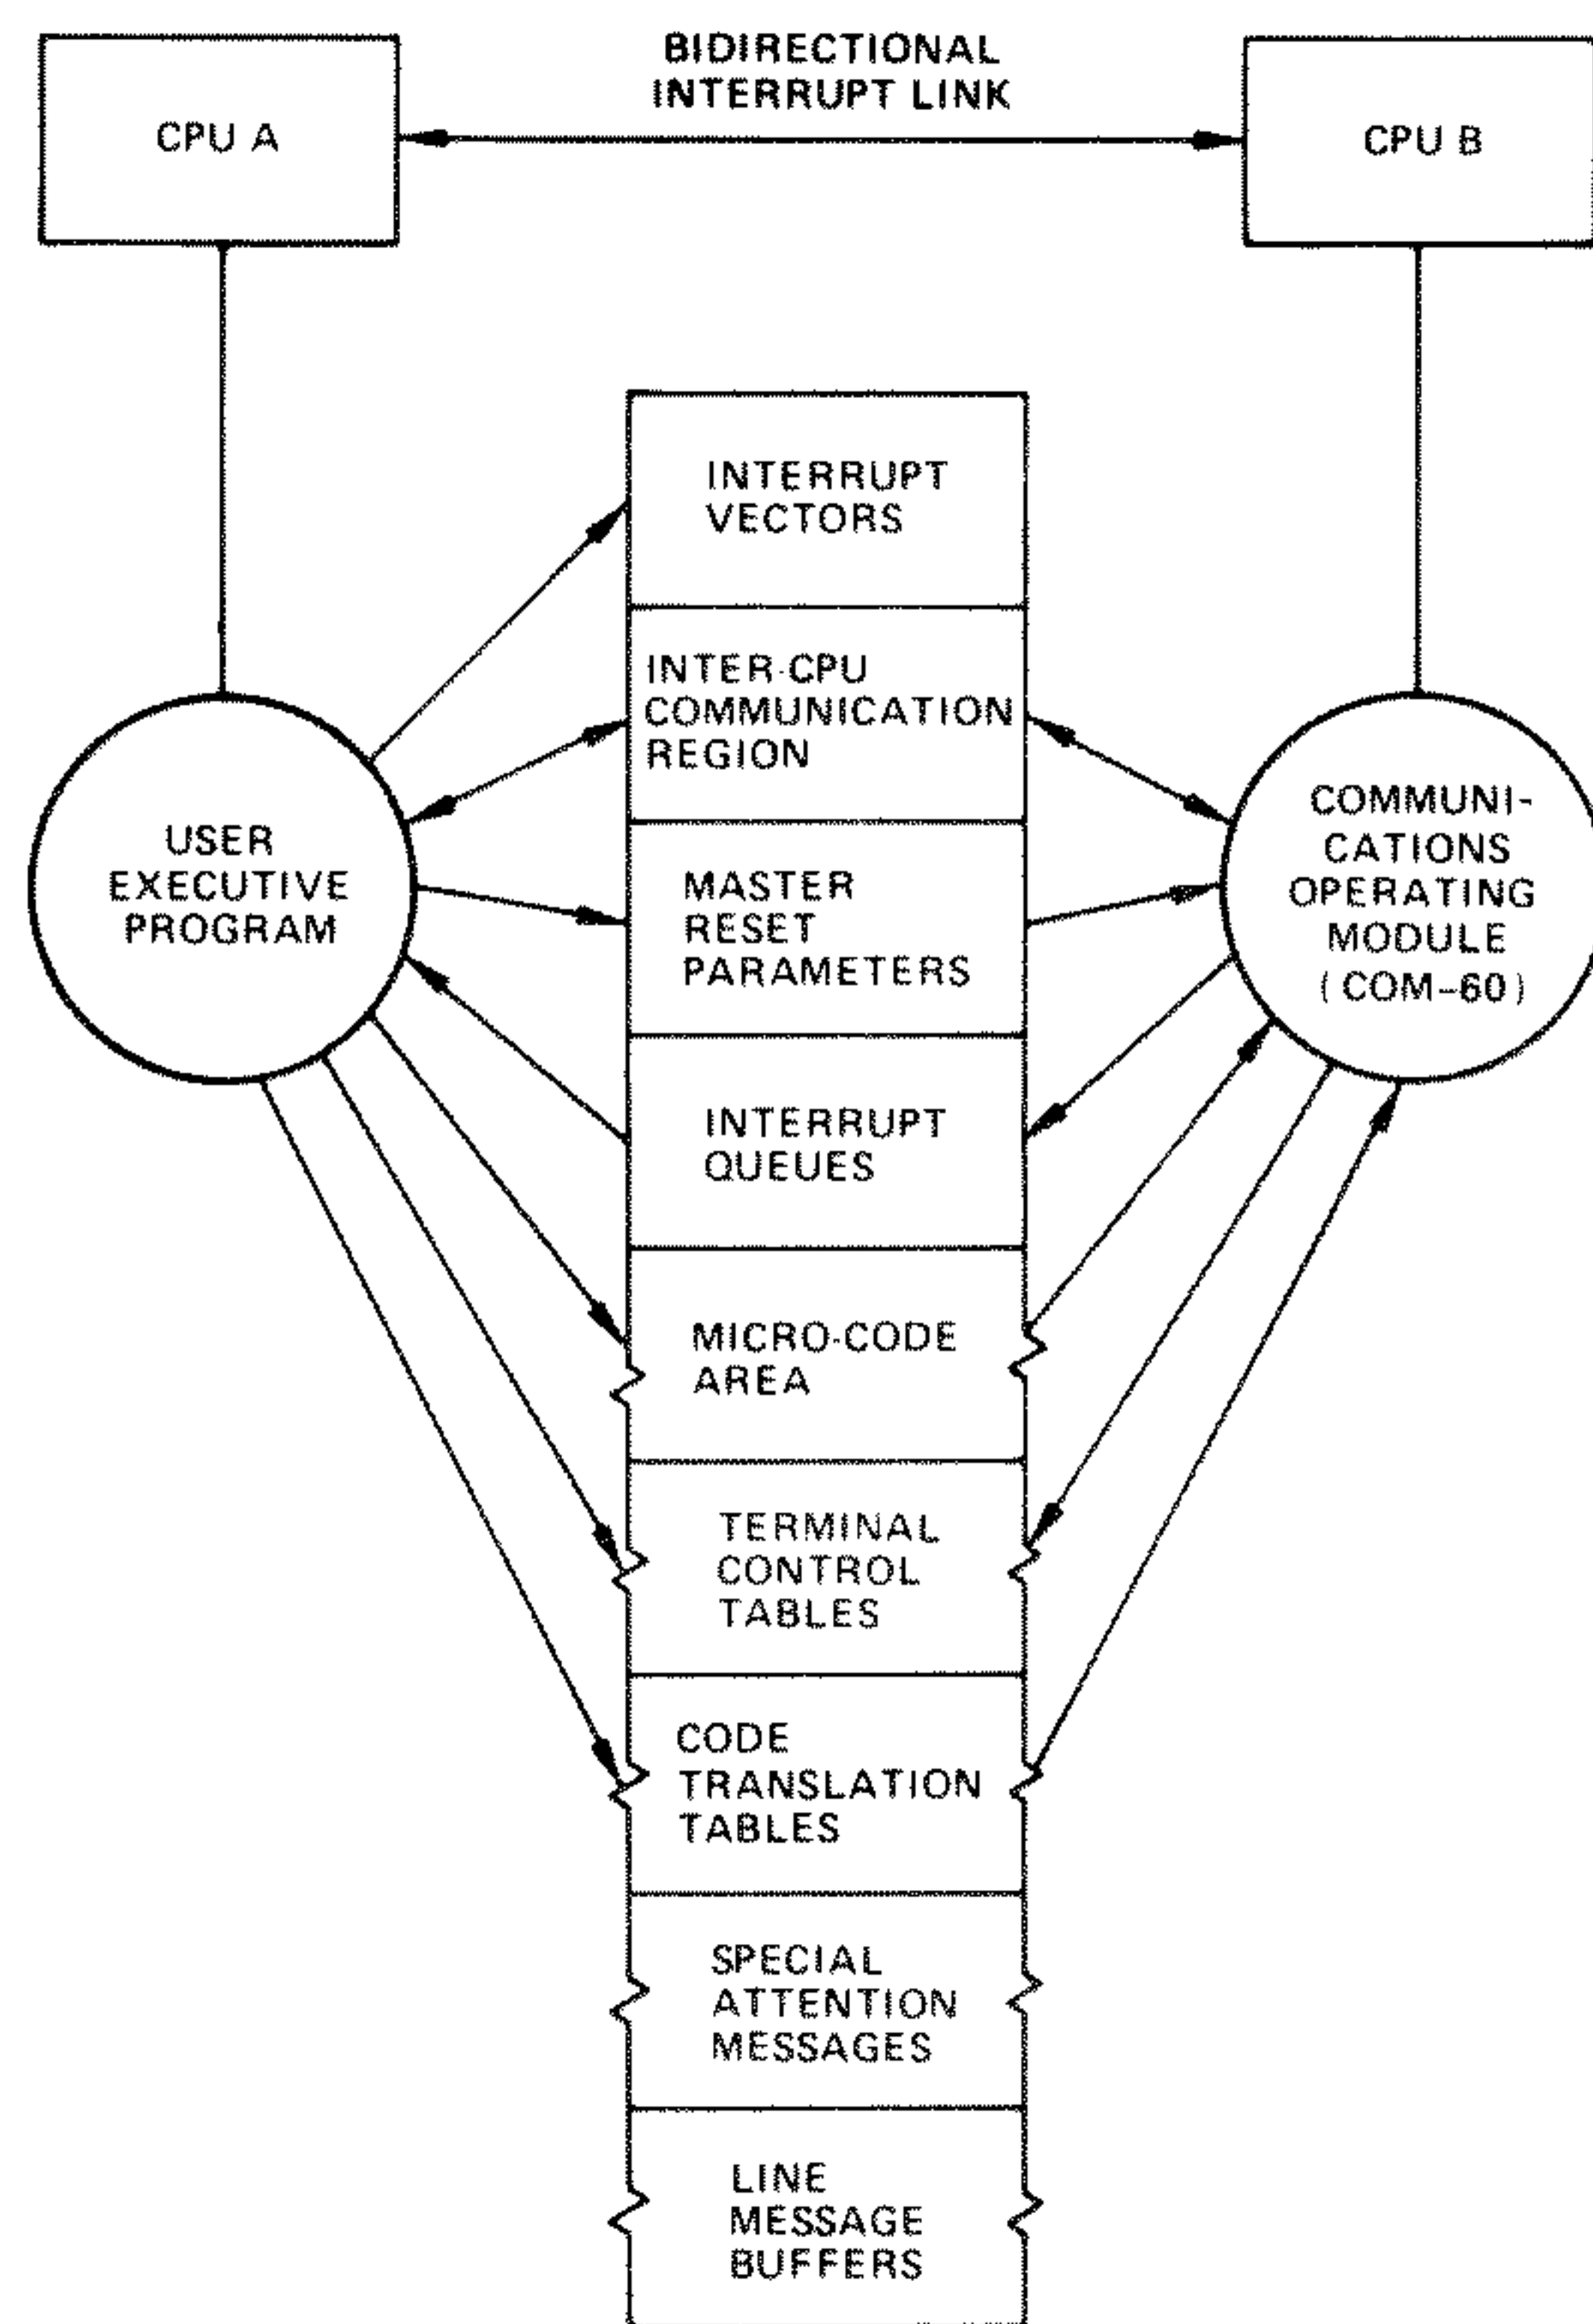 BIDIRECTIONAL
INTERRUPT LINK
CPU A
CPU B
INTERRUPT
VECTORS
INTER-CPU
COMMUNICATION
REGION
USER
EXECUTIVE
PROGRAM
MASTER
RESET
PARAMETERS
COMMUNI-
CATIONS
OPERATING
MODULE
(COM-60)
INTERRUPT
QUEUES
MICRO-CODE
AREA
TERMINAL
CONTROL
TABLES
CODE
TRANSLATION
TABLES
SPECIAL
ATTENTION
MESSAGES
LINE
MESSAGE
BUFFERS